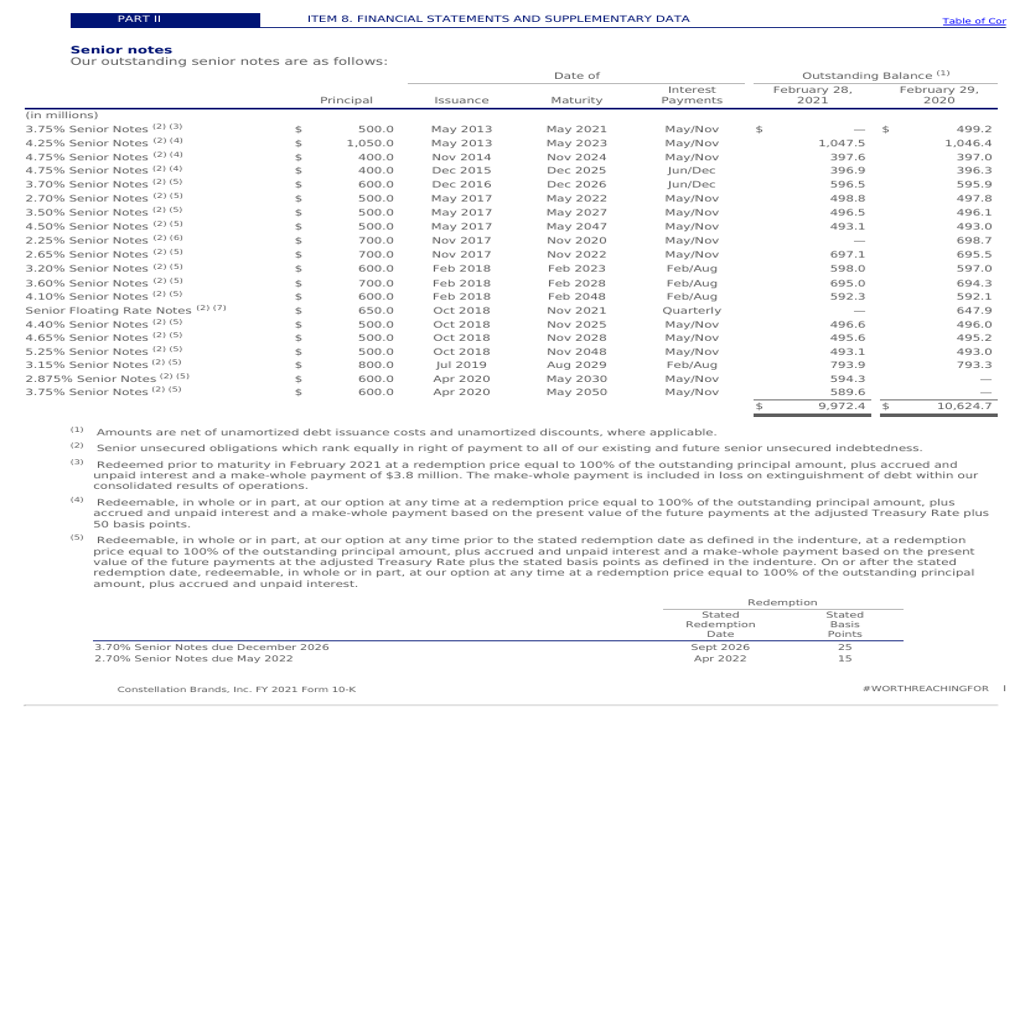 PART II ITEM 8. FINANCIAL STATEMENTS AND SUPPLEMENTARY DATA Table of Cor
Senior notes
Our outstanding senior notes are as follows:
Date of Outstanding Balance (1)
Principal Issuance Maturity Interest Payments February 28, 2021 February 29, 2020
(in millions)
3.75% Senior Notes (2) (3) $ 500.0 May 2013 May 2021 May/Nov $ — $ 499.2
4.25% Senior Notes (2) (4) $ 1,050.0 May 2013 May 2023 May/Nov 1,047.5 1,046.4
4.75% Senior Notes (2) (4) $ 400.0 Nov 2014 Nov 2024 May/Nov 397.6 397.0
4.75% Senior Notes (2) (4) $ 400.0 Dec 2015 Dec 2025 Jun/Dec 396.9 396.3
3.70% Senior Notes (2) (5) $ 600.0 Dec 2016 Dec 2026 Jun/Dec 596.5 595.9
2.70% Senior Notes (2) (5) $ 500.0 May 2017 May 2022 May/Nov 498.8 497.8
3.50% Senior Notes (2) (5) $ 500.0 May 2017 May 2027 May/Nov 496.5 496.1
4.50% Senior Notes (2) (5) $ 500.0 May 2017 May 2047 May/Nov 493.1 493.0
2.25% Senior Notes (2) (6) $ 700.0 Nov 2017 Nov 2020 May/Nov — 698.7
2.65% Senior Notes (2) (5) $ 700.0 Nov 2017 Nov 2022 May/Nov 697.1 695.5
3.20% Senior Notes (2) (5) $ 600.0 Feb 2018 Feb 2023 Feb/Aug 598.0 597.0
3.60% Senior Notes (2) (5) $ 700.0 Feb 2018 Feb 2028 Feb/Aug 695.0 694.3
4.10% Senior Notes (2) (5) $ 600.0 Feb 2018 Feb 2048 Feb/Aug 592.3 592.1
Senior Floating Rate Notes (2) (7) $ 650.0 Oct 2018 Nov 2021 Quarterly — 647.9
4.40% Senior Notes (2) (5) $ 500.0 Oct 2018 Nov 2025 May/Nov 496.6 496.0
4.65% Senior Notes (2) (5) $ 500.0 Oct 2018 Nov 2028 May/Nov 495.6 495.2
5.25% Senior Notes (2) (5) $ 500.0 Oct 2018 Nov 2048 May/Nov 493.1 493.0
3.15% Senior Notes (2) (5) $ 800.0 Jul 2019 Aug 2029 Feb/Aug 793.9 793.3
2.875% Senior Notes (2) (5) $ 600.0 Apr 2020 May 2030 May/Nov 594.3 —
3.75% Senior Notes (2) (5) $ 600.0 Apr 2020 May 2050 May/Nov 589.6 —
$ 9,972.4 $ 10,624.7
(1) Amounts are net of unamortized debt issuance costs and unamortized discounts, where applicable.
(2) Senior unsecured obligations which rank equally in right of payment to all of our existing and future senior unsecured indebtedness.
(3) Redeemed prior to maturity in February 2021 at a redemption price equal to 100% of the outstanding principal amount, plus accrued and
unpaid interest and a make-whole payment of $3.8 million. The make-whole payment is included in loss on extinguishment of debt within our
consolidated results of operations.
(4) Redeemable, in whole or in part, at our option at any time at a redemption price equal to 100% of the outstanding principal amount, plus
accrued and unpaid interest and a make-whole payment based on the present value of the future payments at the adjusted Treasury Rate plus
50 basis points.
(5) Redeemable, in whole or in part, at our option at any time prior to the stated redemption date as defined in the indenture, at a redemption
price equal to 100% of the outstanding principal amount, plus accrued and unpaid interest and a make-whole payment based on the present
value of the future payments at the adjusted Treasury Rate plus the stated basis points as defined in the indenture. On or after the stated
redemption date, redeemable, in whole or in part, at our option at any time at a redemption price equal to 100% of the outstanding principal
amount, plus accrued and unpaid interest.
Redemption
Stated Redemption Date Stated Basis Points
3.70% Senior Notes due December 2026 Sept 2026 25
2.70% Senior Notes due May 2022 Apr 2022 15
Constellation Brands, Inc. FY 2021 Form 10-K #WORTHREACHINGFOR I